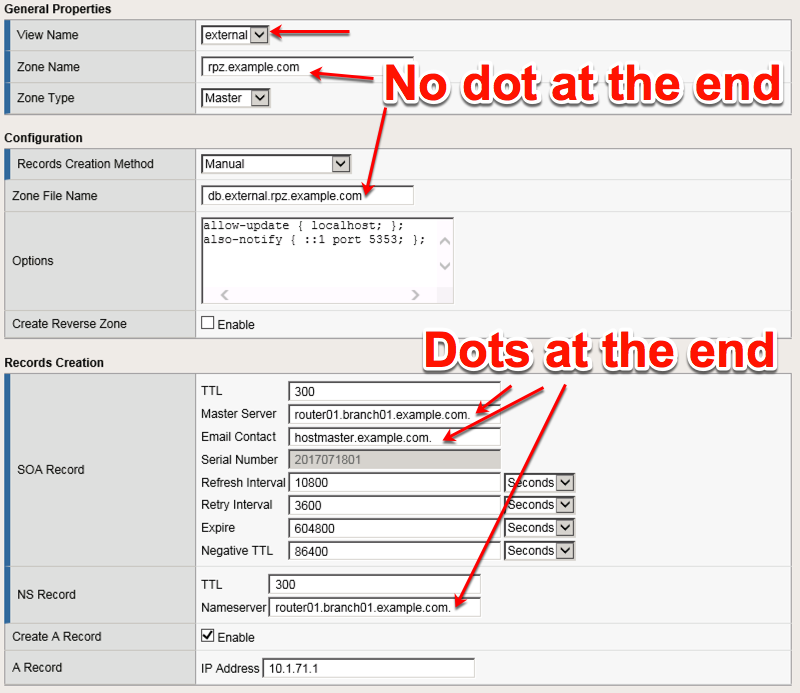 General Properties
View Name external
Zone Name rpz.example.com
No dot at the end
Zone Type Master
Configuration
Records Creation Method Manual
Zone File Name db.external.rpz.example.com
Options
allow-update { localhost; };
also-notify { ::1 port 5353; };
Create Reverse Zone Enable
Dots at the end
Records Creation
SOA Record
TTL 300
Master Server router01.branch01.example.com.
Email Contact hostmaster.example.com.
Serial Number 2017071801
Refresh Interval 10800 Seconds
Retry Interval 3600 Seconds
Expire 604800 Seconds
Negative TTL 86400 Seconds
NS Record
TTL 300
Nameserver router01.branch01.example.com.
Create A Record Enable
A Record IP Address 10.1.71.1